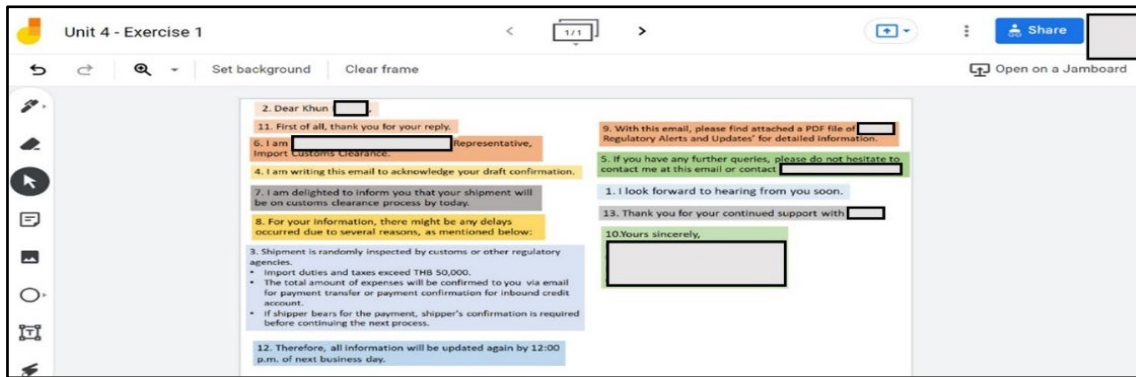 Unit 4 - Exercise 1
1/1
Share
Set background
Clear frame
Open on a Jamboard
2. Dear Khun ,
11. First of all, thank you for your reply.
6. I am Representative,
Import Customs Clearance.
4. I am writing this email to acknowledge your draft confirmation.
7. I am delighted to inform you that your shipment will
be on customs clearance process by today.
8. For your information, there might be any delays
occurred due to several reasons, as mentioned below:
3. Shipment is randomly inspected by customs or other regulatory
agencies.
• Import duties and taxes exceed THB 50,000.
• The total amount of expenses will be confirmed to you via email
for payment transfer or payment confirmation for inbound credit
account.
• If shipper bears for the payment, shipper's confirmation is required
before continuing the next process.
12. Therefore, all information will be updated again by 12:00
p.m. of next business day.
9. With this email, please find attached a PDF file of
Regulatory Alerts and Updates' for detailed information.
5. If you have any further queries, please do not hesitate to
contact me at this email or contact
1. I look forward to hearing from you soon.
13. Thank you for your continued support with
10.Yours sincerely,